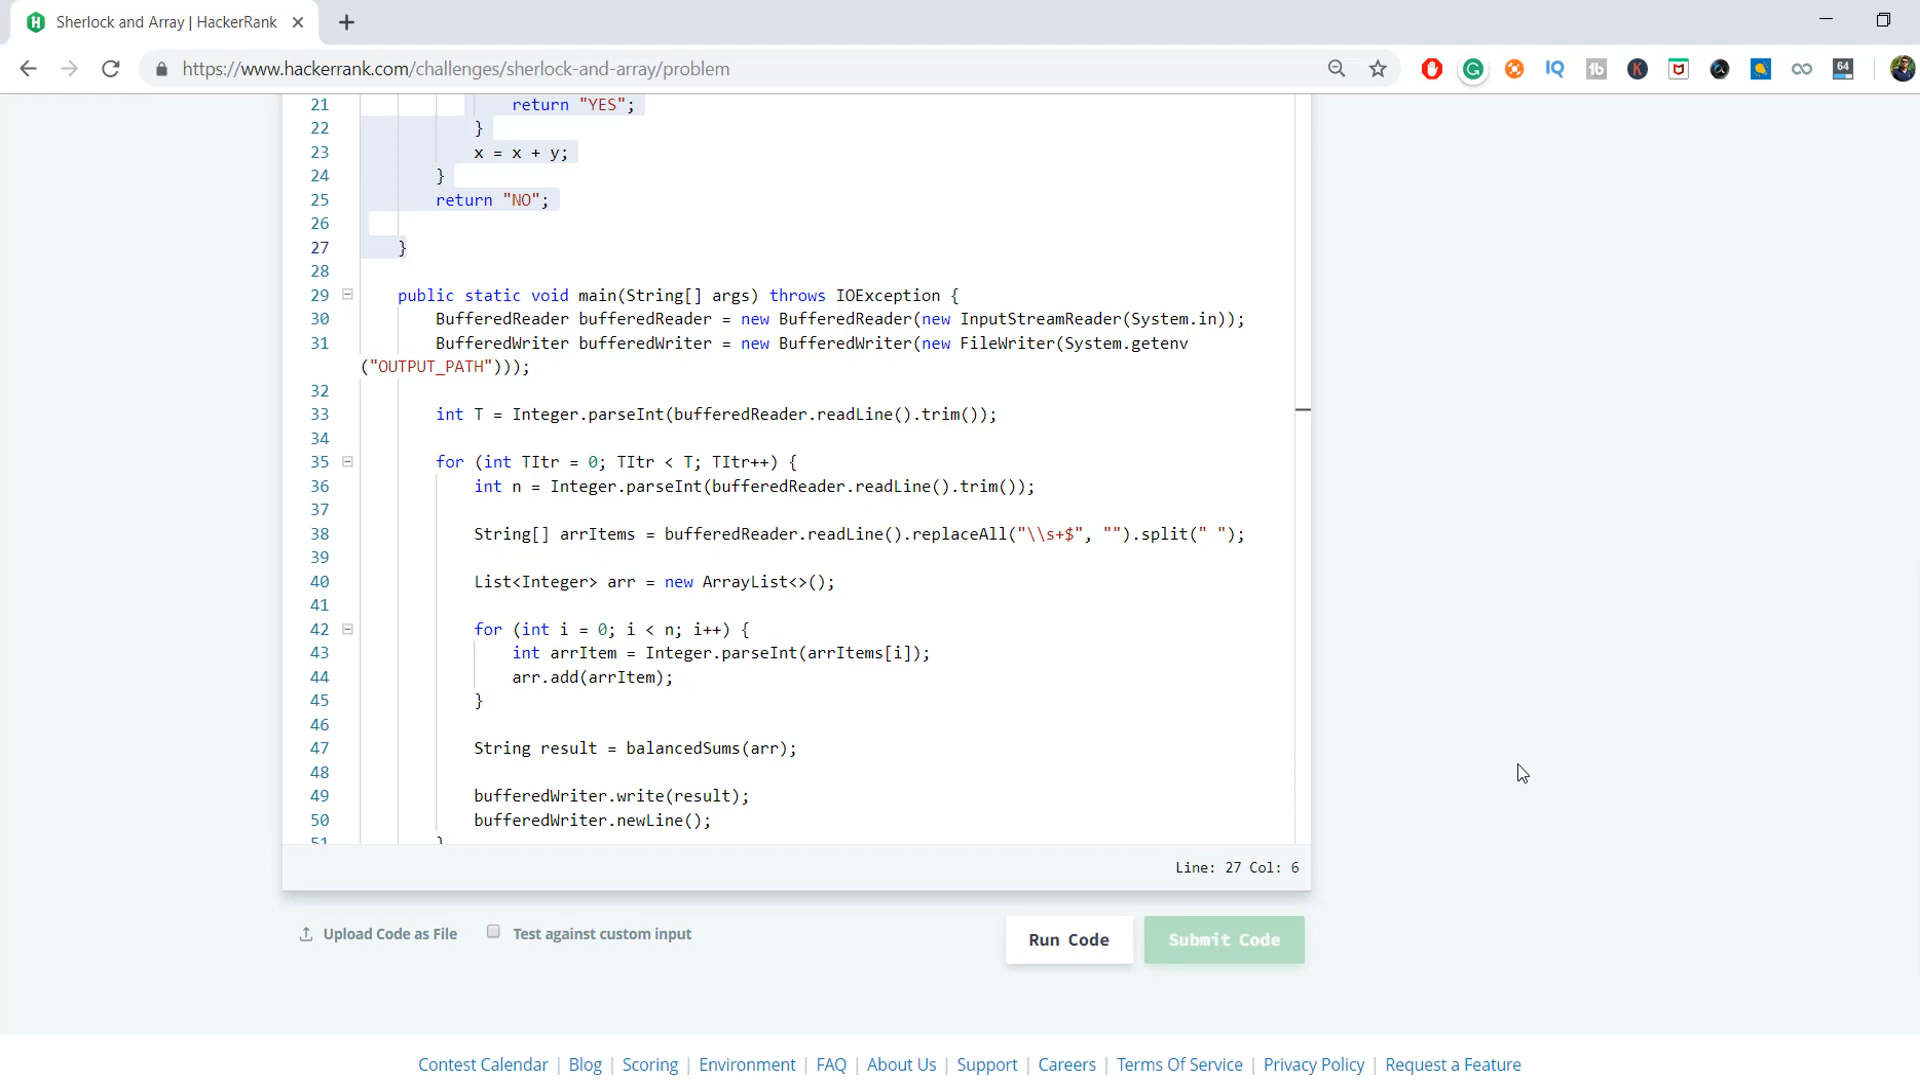 Sherlock and Array | HackerRank
https://www.hackerrank.com/challenges/sherlock-and-array/problem
IQ
64
21 return "YES";
22 }
23 x = x + y;
24 }
25 return "NO";
26
27 }
28
29 public static void main(String[] args) throws IOException {
30 BufferedReader bufferedReader = new BufferedReader(new InputStreamReader(System.in));
31 BufferedWriter bufferedWriter = new BufferedWriter(new FileWriter(System.getenv
("OUTPUT_PATH")));
32
33 int T = Integer.parseInt(bufferedReader.readLine().trim());
34
35 for (int TItr = 0; TItr < T; TItr++) {
36 int n = Integer.parseInt(bufferedReader.readLine().trim());
37
38 String[] arrItems = bufferedReader.readLine().replaceAll("\\s+$", "").split(" ");
39
40 List<Integer> arr = new ArrayList<>();
41
42 for (int i = 0; i < n; i++) {
43 int arrItem = Integer.parseInt(arrItems[i]);
44 arr.add(arrItem);
45 }
46
47 String result = balancedSums(arr);
48
49 bufferedWriter.write(result);
50 bufferedWriter.newLine();
51 }
Line: 27 Col: 6
Upload Code as File
Test against custom input
Run Code
Submit Code
Contest Calendar | Blog | Scoring | Environment | FAQ | About Us | Support | Careers | Terms Of Service | Privacy Policy | Request a Feature